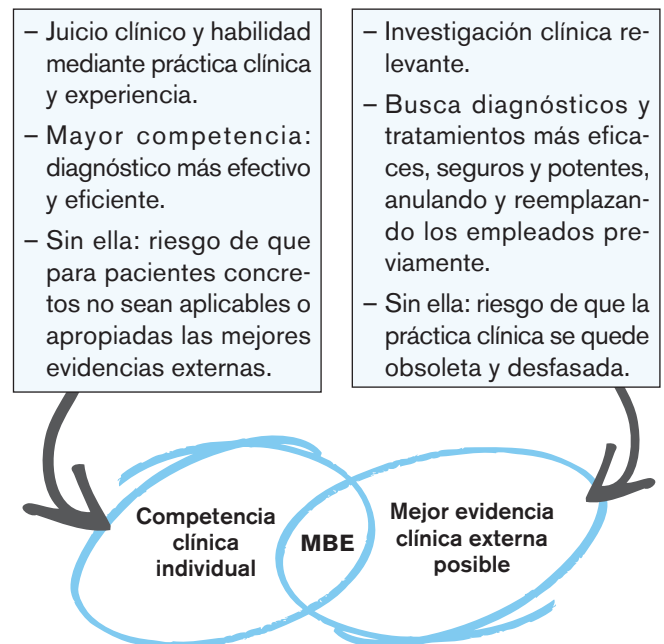 – Juicio clínico y habilidad
mediante práctica clínica
y experiencia.
– Mayor competencia:
diagnóstico más efectivo
y eficiente.
– Sin ella: riesgo de que
para pacientes concre-
tos no sean aplicables o
apropiadas las mejores
evidencias externas.
– Investigación clínica re-
levante.
– Busca diagnósticos y
tratamientos más efica-
ces, seguros y potentes,
anulando y reemplazan-
do los empleados pre-
viamente.
– Sin ella: riesgo de que la
práctica clínica se quede
obsoleta y desfasada.
Competencia
clínica
individual
MBE
Mejor evidencia
clínica externa
posible